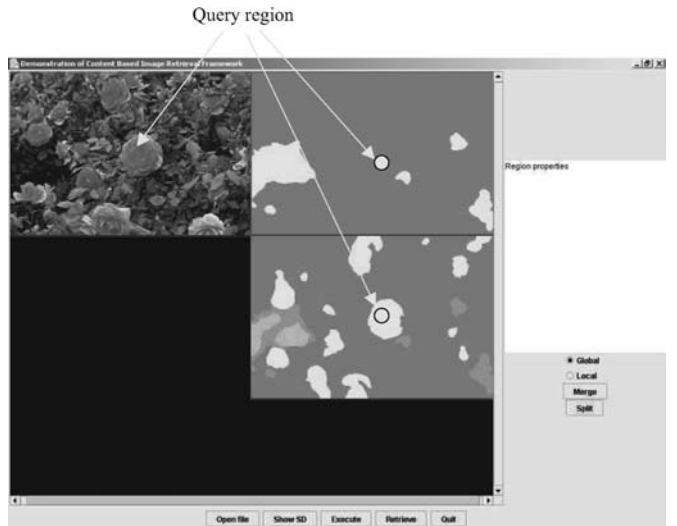 Query region
Demonstration of Content Based Image Retrieval Framework
Region properties
Global
Local
Merge
Split
Open file Show SD Execute Retrieve Quit